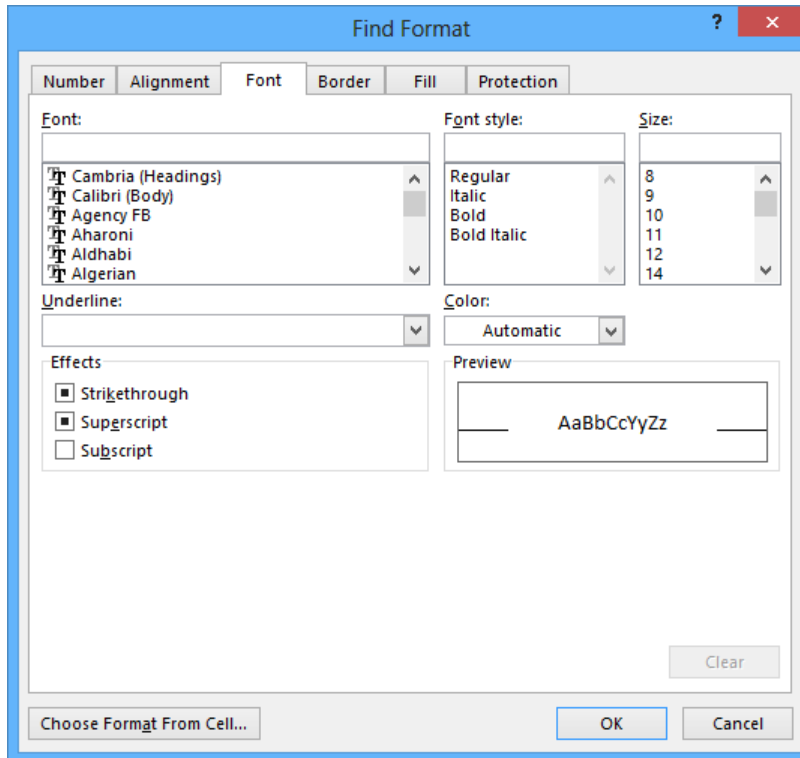 Find Format
?
Number Alignment Font Border Fill Protection
Font: Font style: Size:
Cambria (Headings) Regular 8
Calibri (Body) Italic 9
Agency FB Bold 10
Aharoni Bold Italic 11
Aldhabi 12
Algerian 14
Underline: Color:
Automatic
Effects Preview
Strikethrough
Superscript AaBbCcYyZz
Subscript
Clear
Choose Format From Cell... OK Cancel